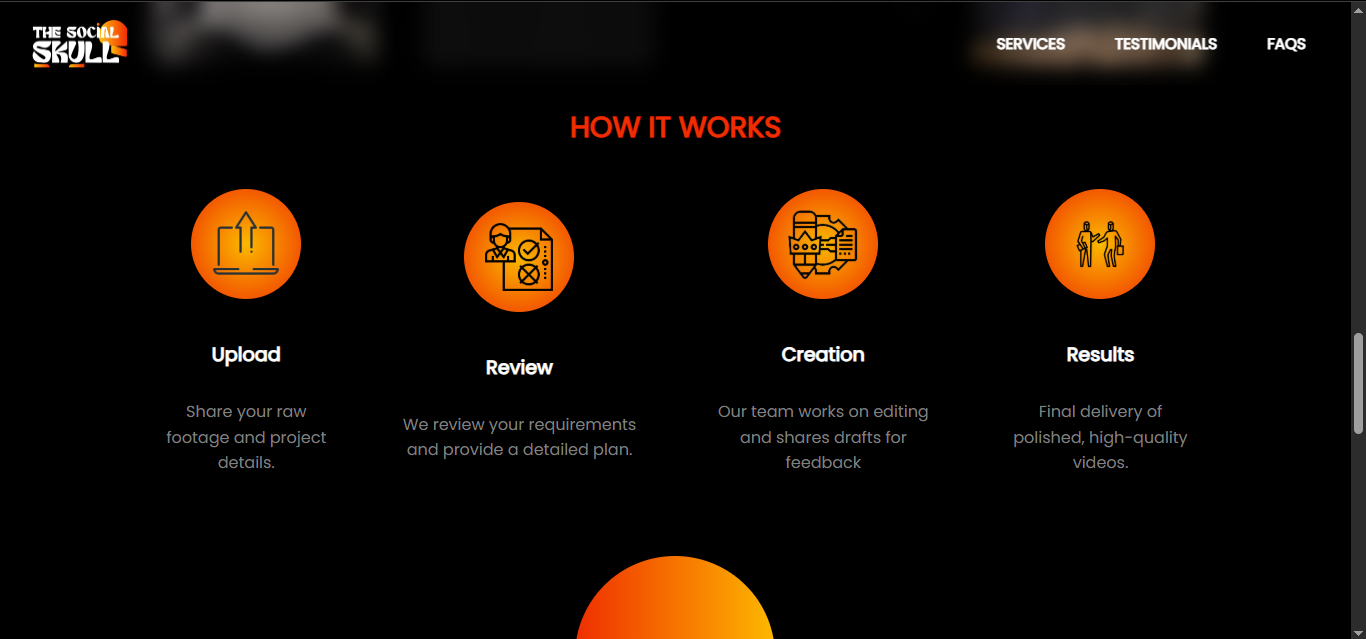 THE SOCIAL
SKULL
SERVICES TESTIMONIALS FAQS
HOW IT WORKS
Upload
Share your raw
footage and project
details.
Review
We review your requirements
and provide a detailed plan.
Creation
Our team works on editing
and shares drafts for
feedback
Results
Final delivery of
polished, high-quality
videos.